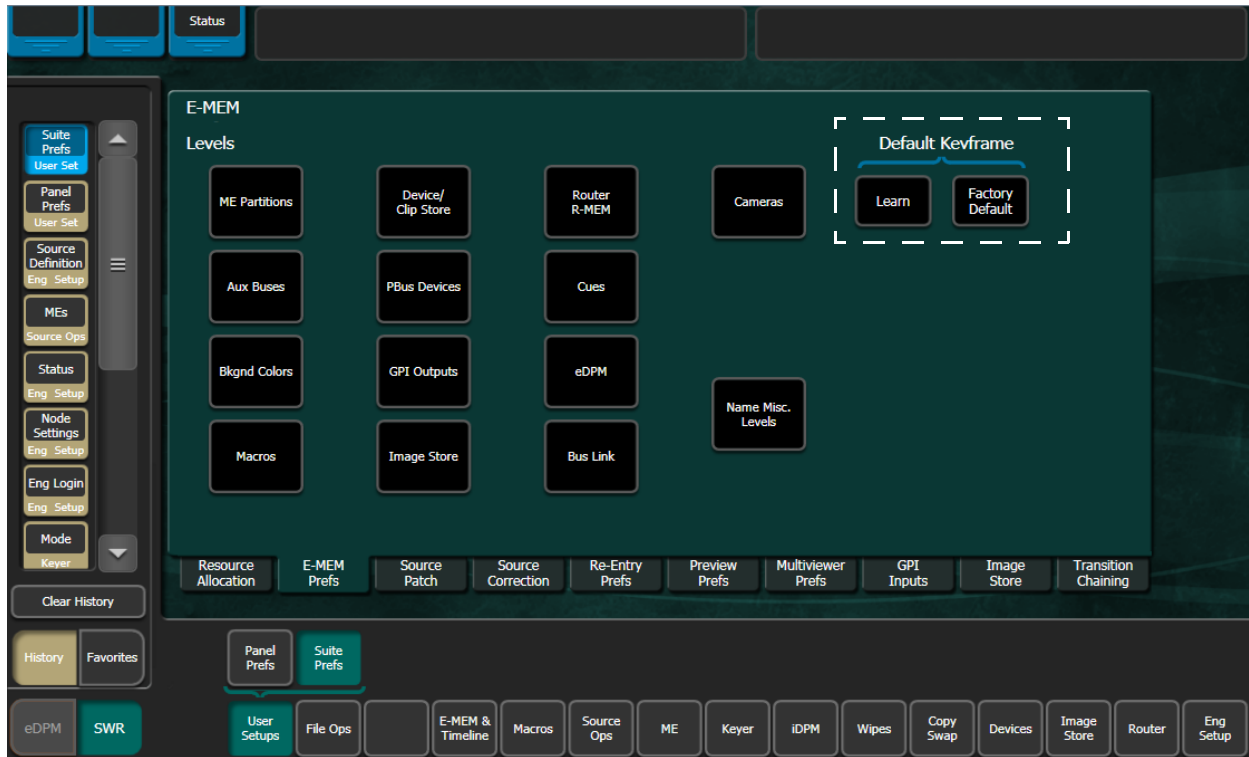 Status
E-MEM
Levels
Default Keyframe
ME Partitions
Device/
Clip Store
Router
R-MEM
Cameras
Learn
Factory
Default
Aux Buses
PBus Devices
Cues
Bkgnd Colors
GPI Outputs
eDPM
Name Misc.
Levels
Macros
Image Store
Bus Link
Suite
Prefs
User Set
Panel
Prefs
User Set
Source
Definition
Eng Setup
MEs
Source Ops
Status
Eng Setup
Node
Settings
Eng Setup
Eng Login
Eng Setup
Mode
Keyer
Clear History
History
Favorites
Resource
Allocation
E-MEM
Prefs
Source
Patch
Source
Correction
Re-Entry
Prefs
Preview
Prefs
Multiviewer
Prefs
GPI
Inputs
Image
Store
Transition
Chaining
Panel
Prefs
Suite
Prefs
eDPM
SWR
User
Setups
File Ops
E-MEM &
Timeline
Macros
Source
Ops
ME
Keyer
iDPM
Wipes
Copy
Swap
Devices
Image
Store
Router
Eng
Setup